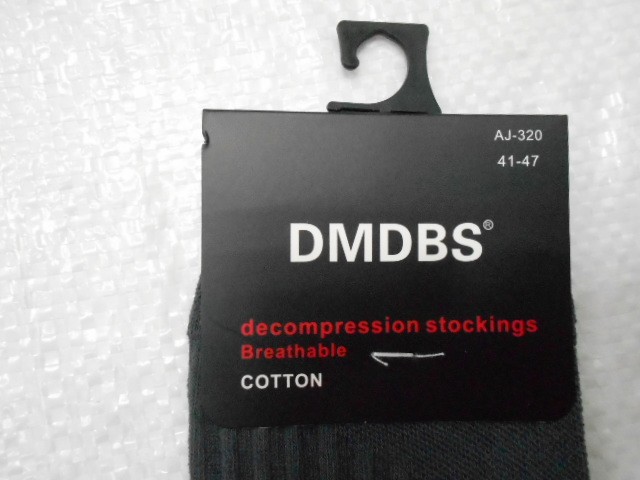 AJ-320
41-47
DMDBS®
decompression stockings
Breathable
COTTON